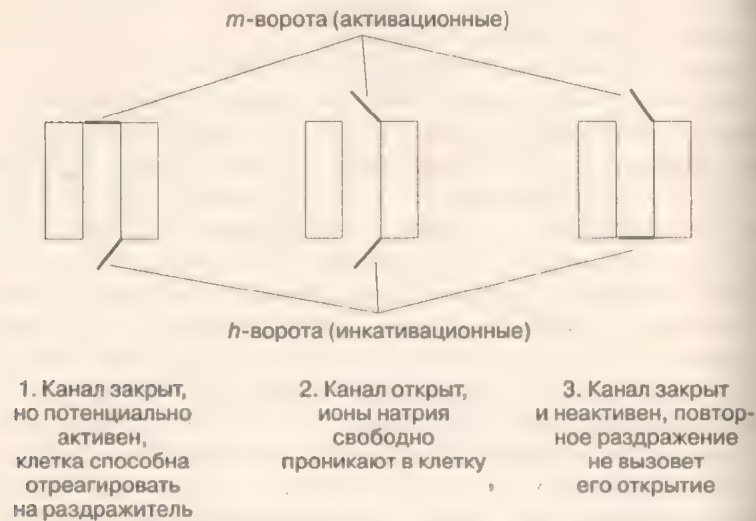 m-ворота (активационные)
h-ворота (инкативационные)
1. Канал закрыт,
но потенциально
активен,
клетка способна
отреагировать
на раздражитель
2. Канал открыт,
ионы натрия
свободно
проникают в клетку
3. Канал закрыт
и неактивен, повтор-
ное раздражение
не вызовет
его открытие